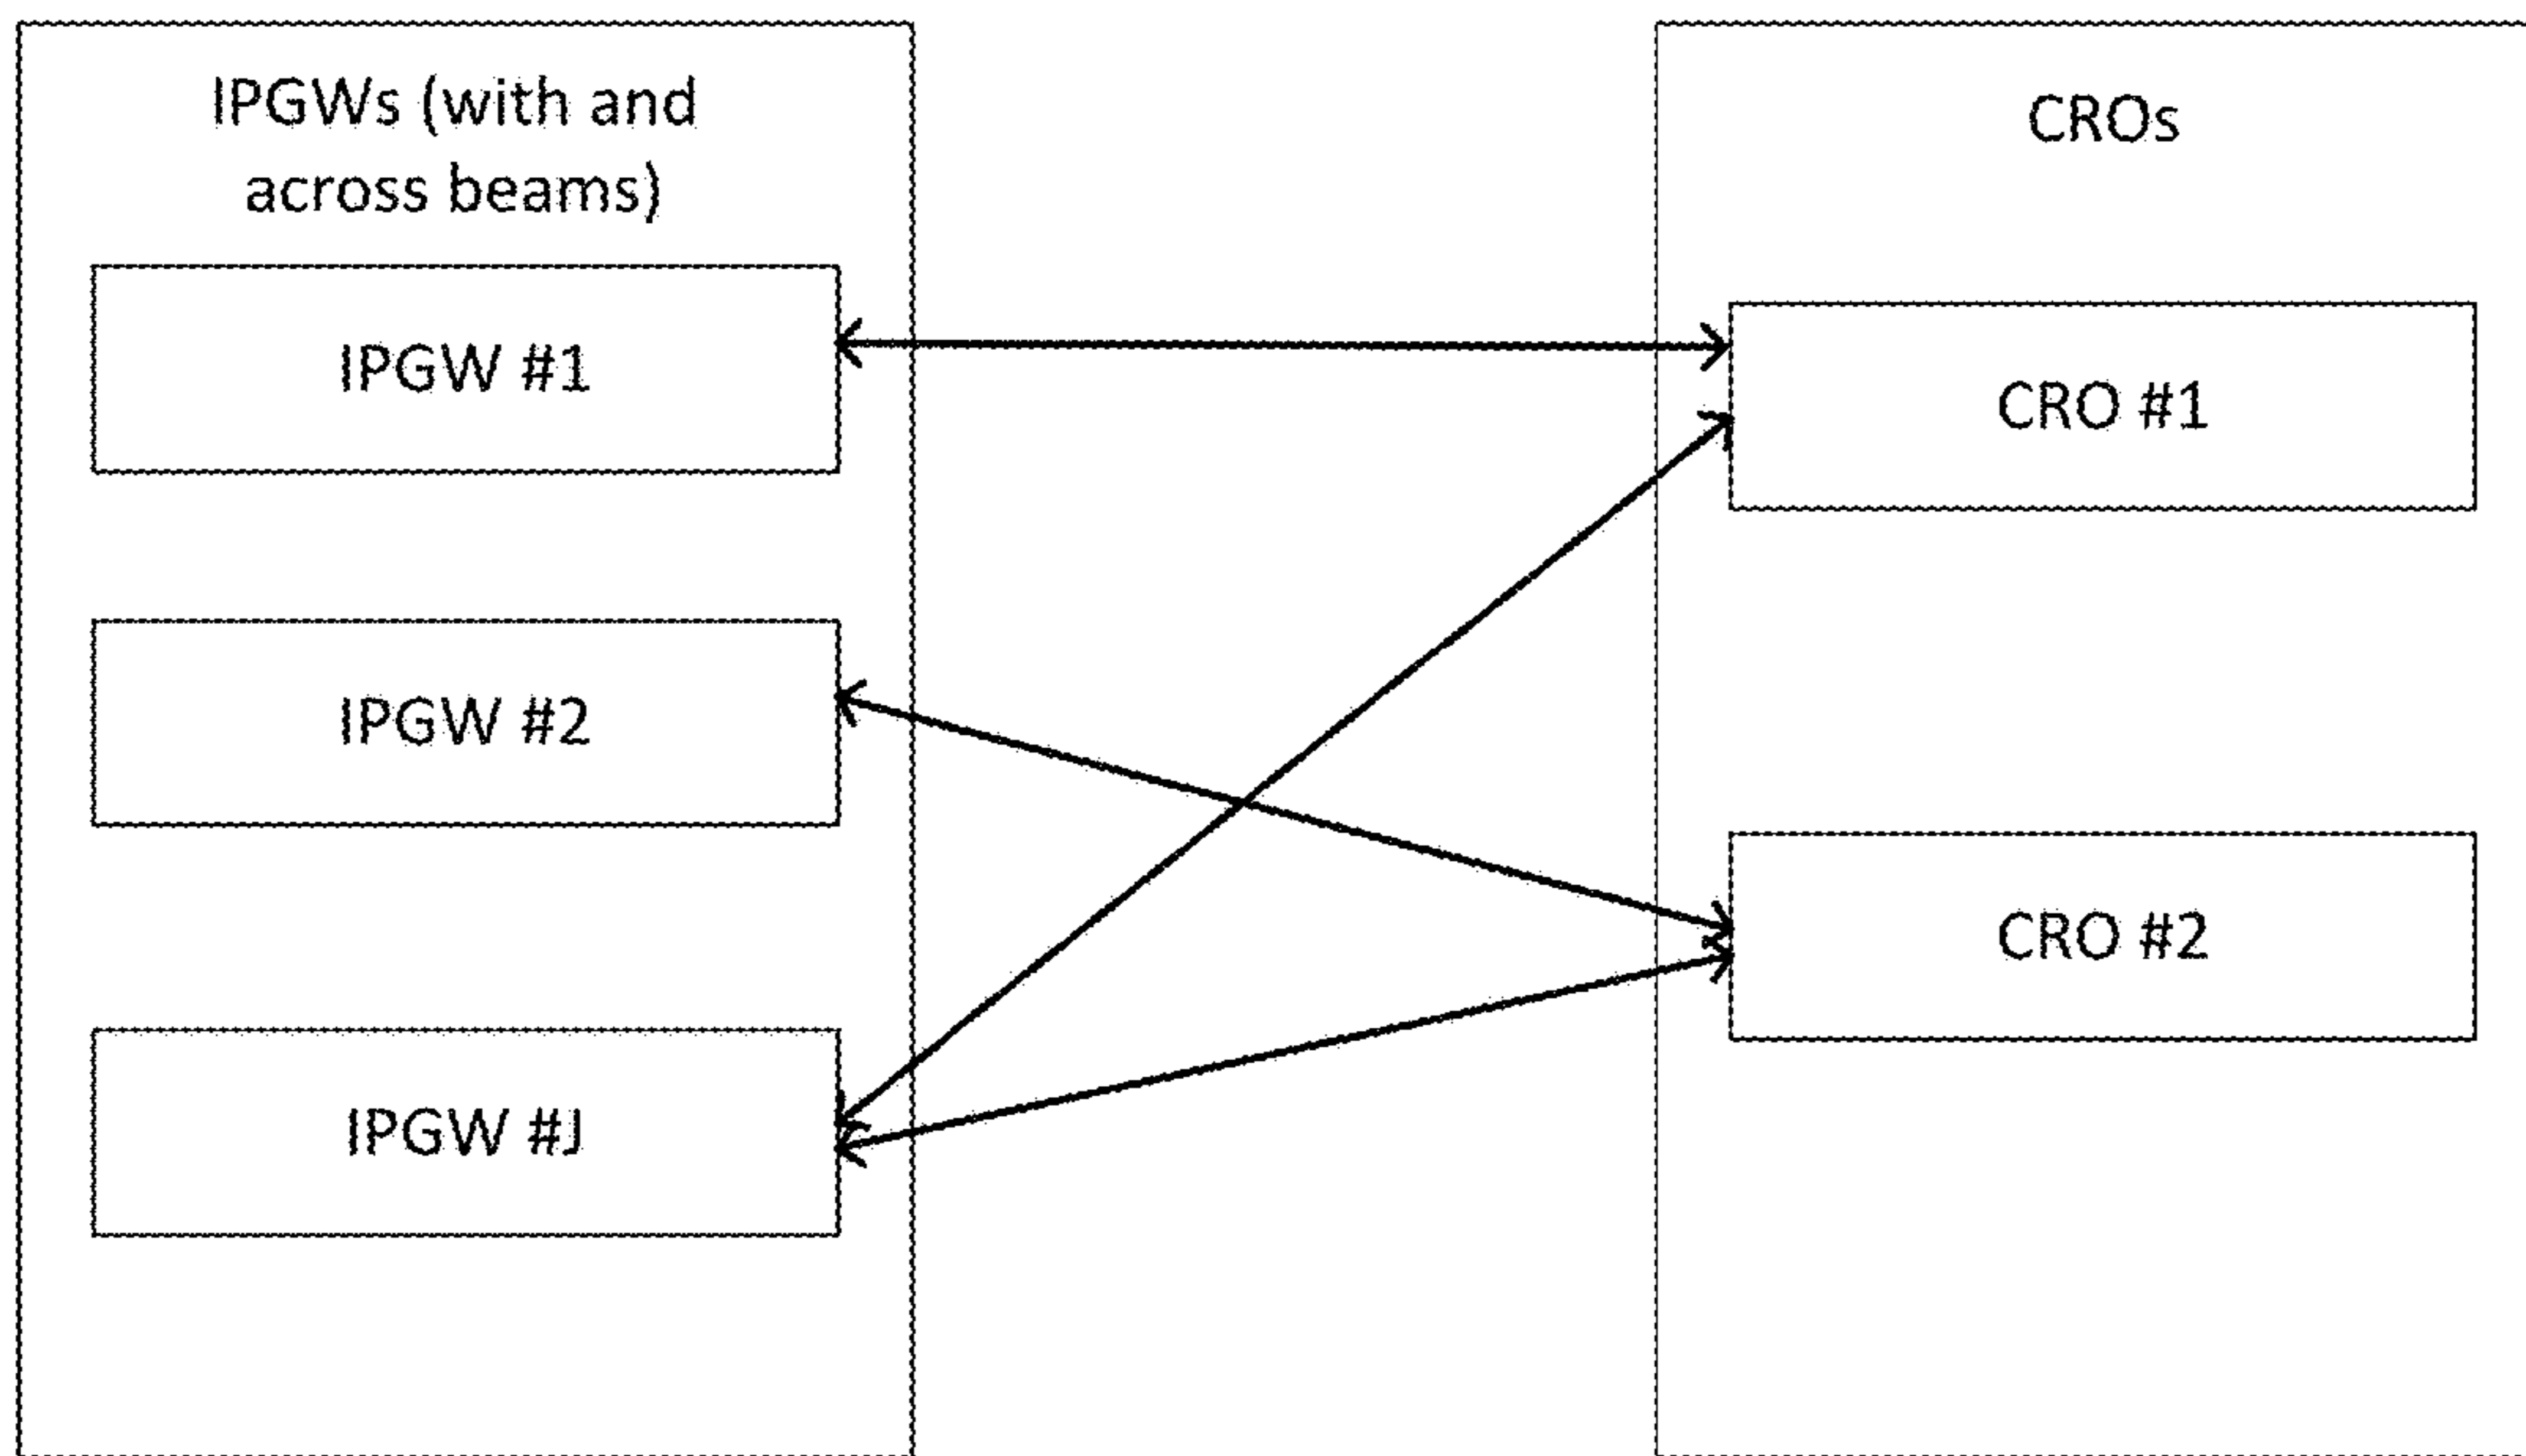 IPGWs (with and
across beams)
IPGW #1
IPGW #2
IPGW #J
CROs
CRO #1
CRO #2